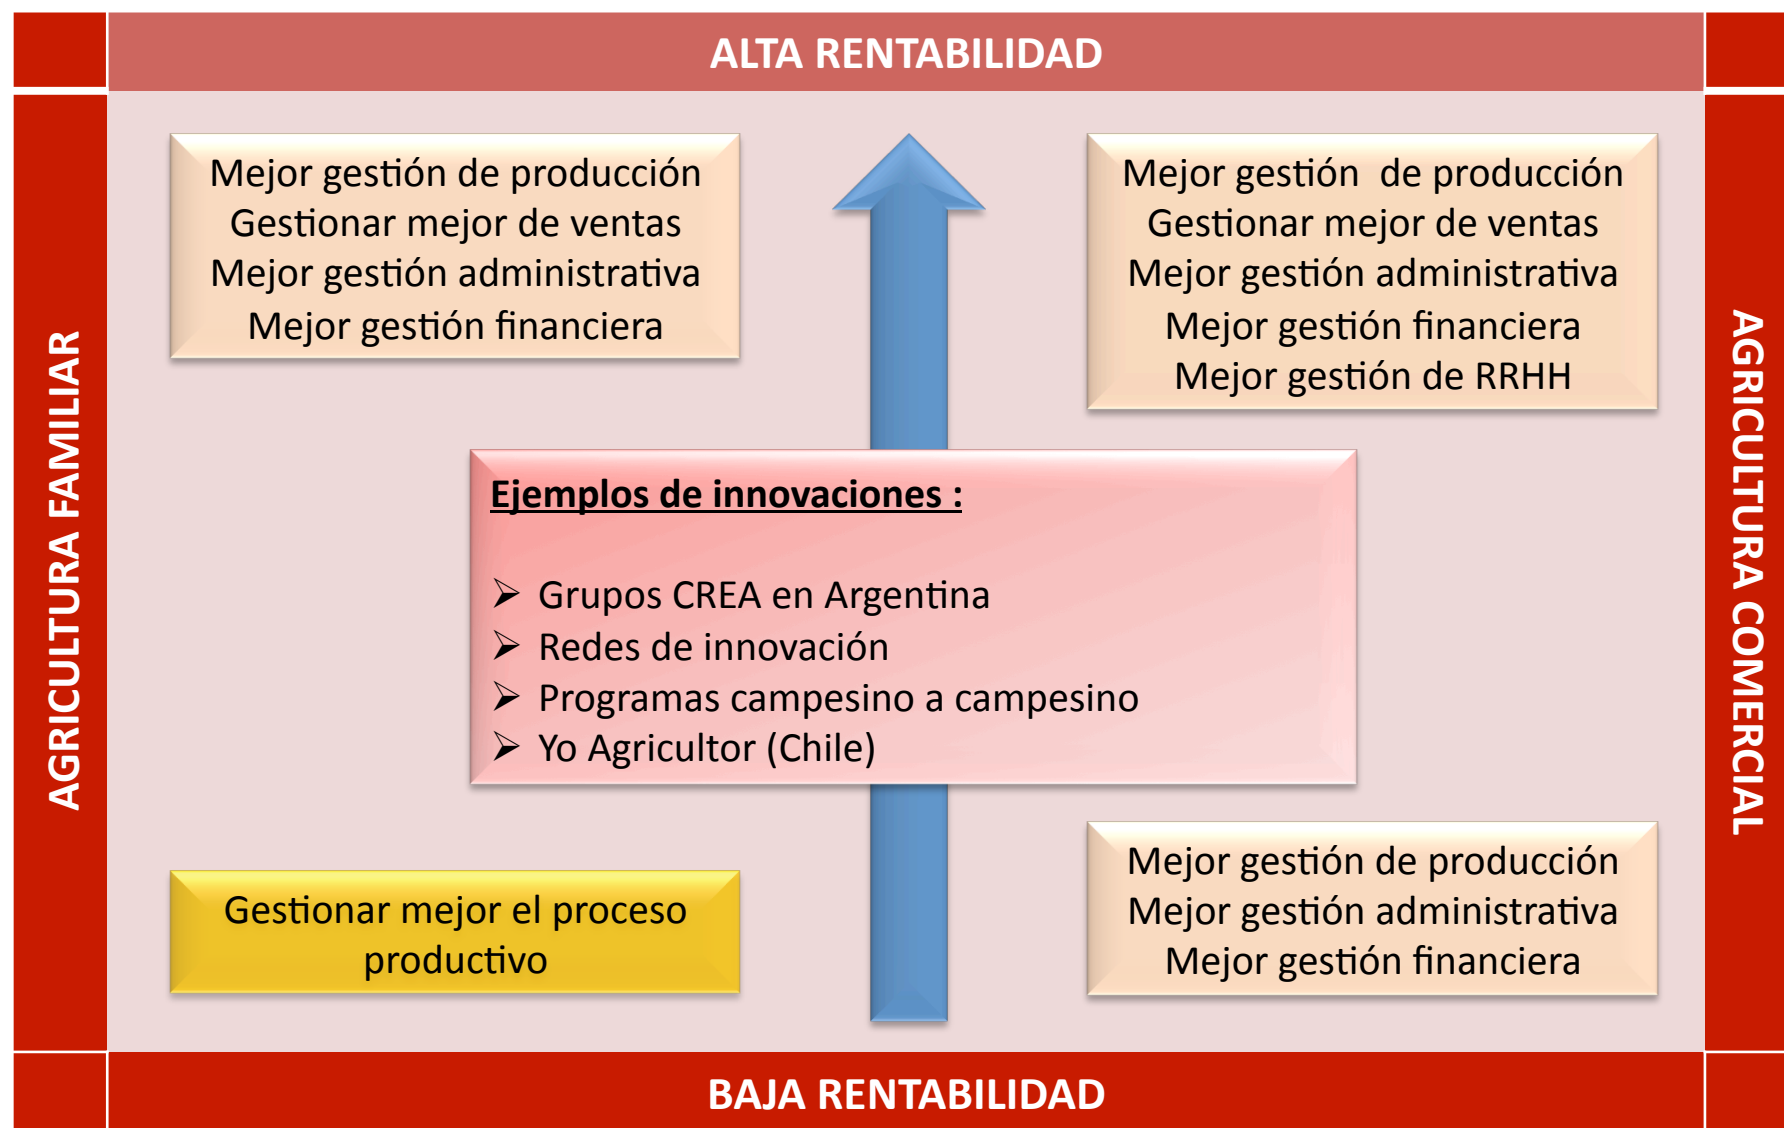 ALTA RENTABILIDAD
AGRICULTURA FAMILIAR
Mejor gestión de producción
Gestionar mejor de ventas
Mejor gestión administrativa
Mejor gestión financiera
Mejor gestión de producción
Gestionar mejor de ventas
Mejor gestión administrativa
Mejor gestión financiera
Mejor gestión de RRHH
AGRICULTURA COMERCIAL
Ejemplos de innovaciones :
➢ Grupos CREA en Argentina
➢ Redes de innovación
➢ Programas campesino a campesino
➢ Yo Agricultor (Chile)
Gestionar mejor el proceso
productivo
Mejor gestión de producción
Mejor gestión administrativa
Mejor gestión financiera
BAJA RENTABILIDAD